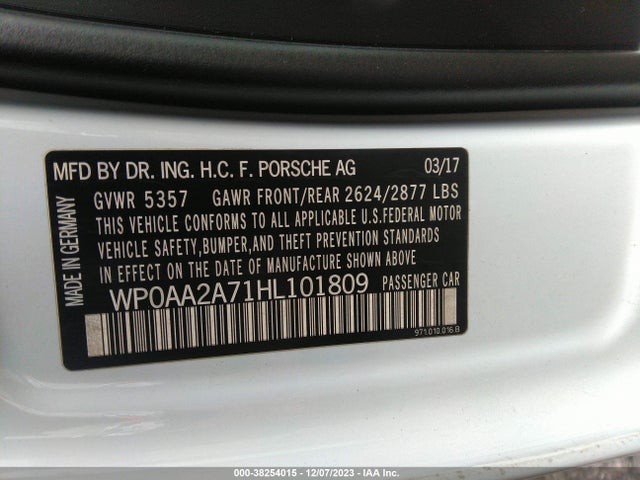 MFD BY DR. ING. H.C. F. PORSCHE AG 03/17
GVWR 5357 GAWR FRONT/REAR 2624/2877 LBS
THIS VEHICLE CONFORMS TO ALL APPLICABLE U.S.FEDERAL MOTOR
VEHICLE SAFETY,BUMPER,AND THEFT PREVENTION STANDARDS
IN EFFECT ON THE DATE OF MANUFACTURE SHOWN ABOVE
WP0AA2A71HL101809 PASSENGER CAR
971.010.016.B
MADE IN GERMANY
000-38254015 - 12/07/2023 - IAA Inc.